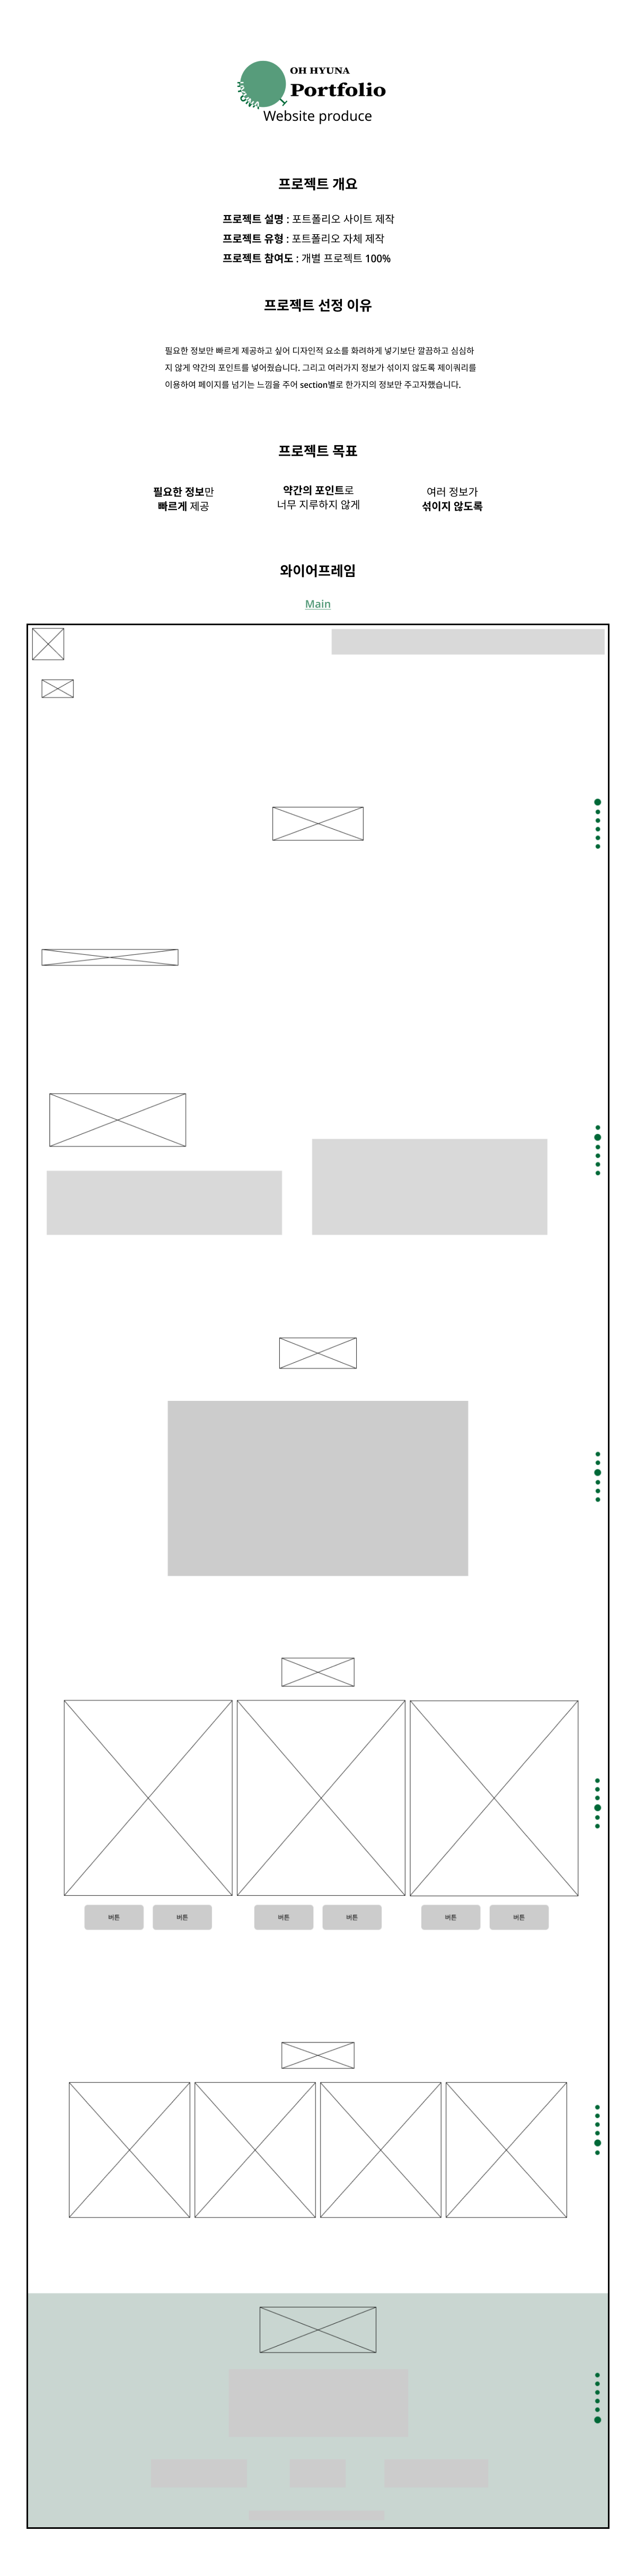 OH HYUNA
Portfolio
Website produce
프로젝트 개요
프로젝트 설명 : 포트폴리오 사이트 제작
프로젝트 유형 : 포트폴리오 자체 제작
프로젝트 참여도 : 개별 프로젝트 100%
프로젝트 선정 이유
필요한 정보만 빠르게 제공하고 싶어 디자인적 요소를 화려하게 넣기보단 깔끔하고 심심하
지 않게 약간의 포인트를 넣어줬습니다. 그리고 여러가지 정보가 섞이지 않도록 제이쿼리를
이용하여 페이지를 넘기는 느낌을 주어 section별로 한가지의 정보만 주고자했습니다.
프로젝트 목표
필요한 정보만
빠르게 제공
약간의 포인트로
너무 지루하지 않게
여러 정보가
섞이지 않도록
와이어프레임
Main
버튼 버튼 버튼 버튼 버튼 버튼